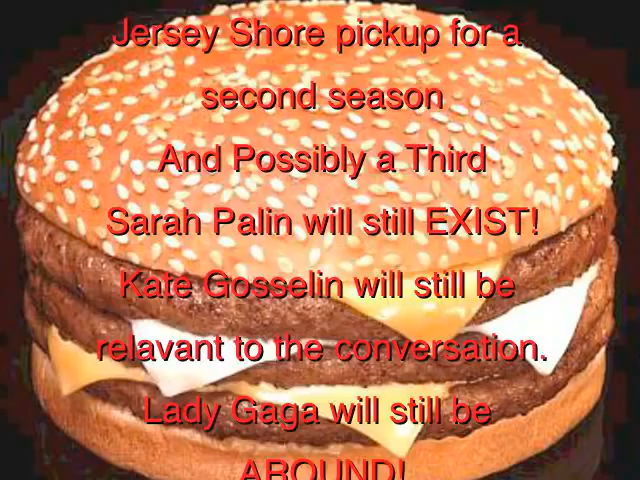 Jersey Shore pickup for a
second season
And Possibly a Third
Sarah Palin will still EXIST!
Kate Gosselin will still be
relavant to the conversation.
Lady Gaga will still be
AROUND!